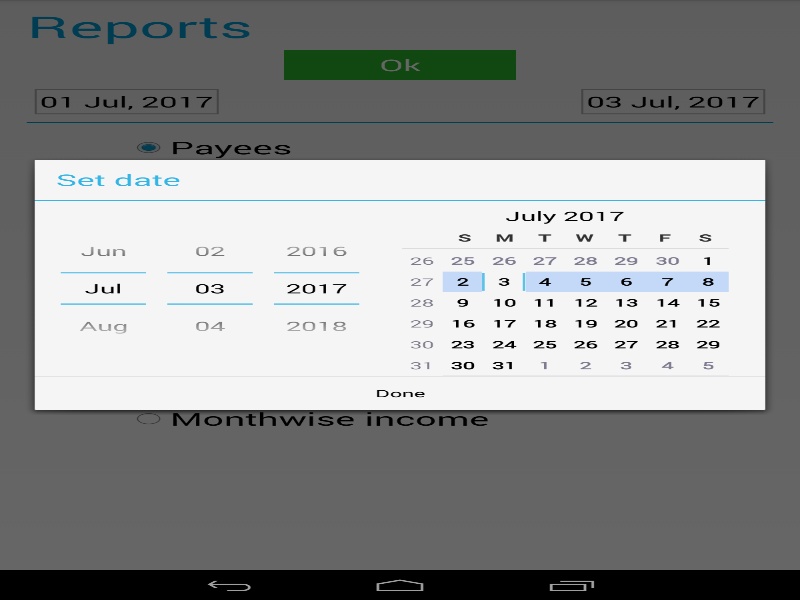 Reports
Ok
01 Jul, 2017 03 Jul, 2017
Payees
Set date
July 2017
S M T W T F S
Jun 02 2016
Jul 03 2017
Aug 04 2018
26 25 26 27 28 29 30 1
27 2 3 4 5 6 7 8
28 9 10 11 12 13 14 15
29 16 17 18 19 20 21 22
30 23 24 25 26 27 28 29
31 30 31 1 2 3 4 5
Done
Monthwise income